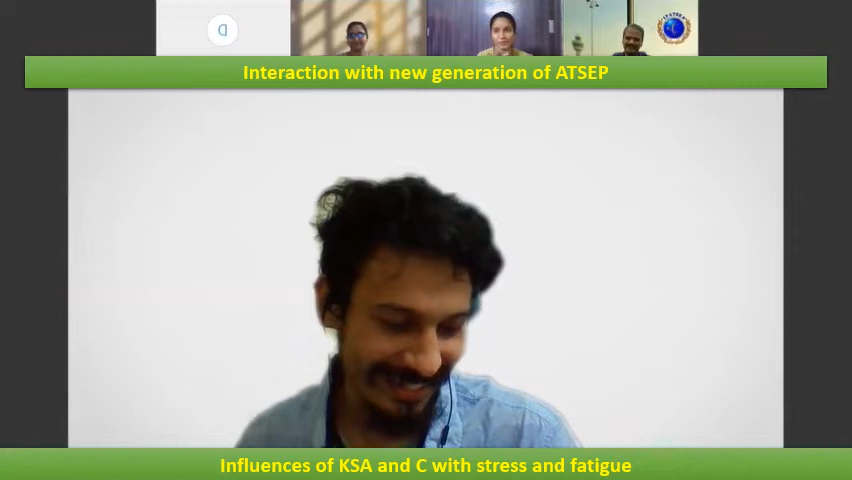 Interaction with new generation of ATSEP
Influences of KSA and C with stress and fatigue